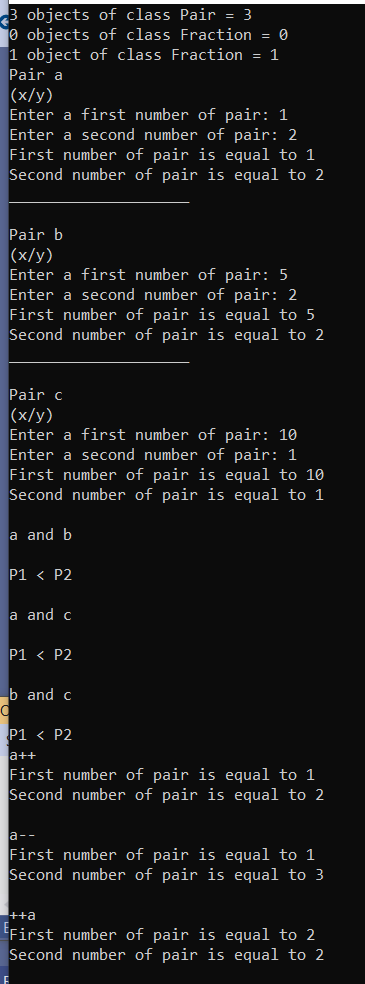 3 objects of class Pair = 3
0 objects of class Fraction = 0
1 object of class Fraction = 1
Pair a
(x/y)
Enter a first number of pair: 1
Enter a second number of pair: 2
First number of pair is equal to 1
Second number of pair is equal to 2
____________________
Pair b
(x/y)
Enter a first number of pair: 5
Enter a second number of pair: 2
First number of pair is equal to 5
Second number of pair is equal to 2
____________________
Pair c
(x/y)
Enter a first number of pair: 10
Enter a second number of pair: 1
First number of pair is equal to 10
Second number of pair is equal to 1
a and b
P1 < P2
a and c
P1 < P2
b and c
P1 < P2
a++
First number of pair is equal to 1
Second number of pair is equal to 2
a--
First number of pair is equal to 1
Second number of pair is equal to 3
++a
First number of pair is equal to 2
Second number of pair is equal to 2